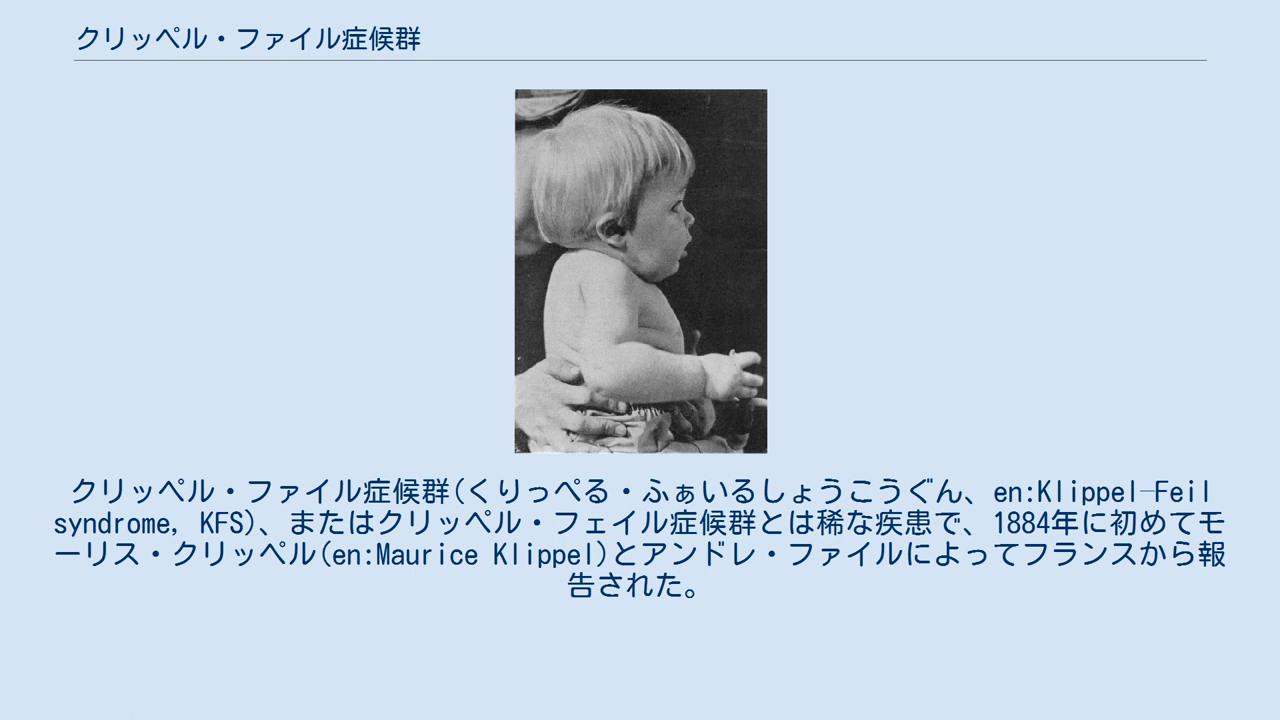 クリッペル・ファイル症候群
クリッペル・ファイル症候群(くりっぺる・ふぁいるしょうこうぐん、en:Klippel–Feil
syndrome, KFS)、またはクリッペル・フェイル症候群とは稀な疾患で、1884年に初めてモ
ーリス・クリッペル(en:Maurice Klippel)とアンドレ・ファイルによってフランスから報
告された。